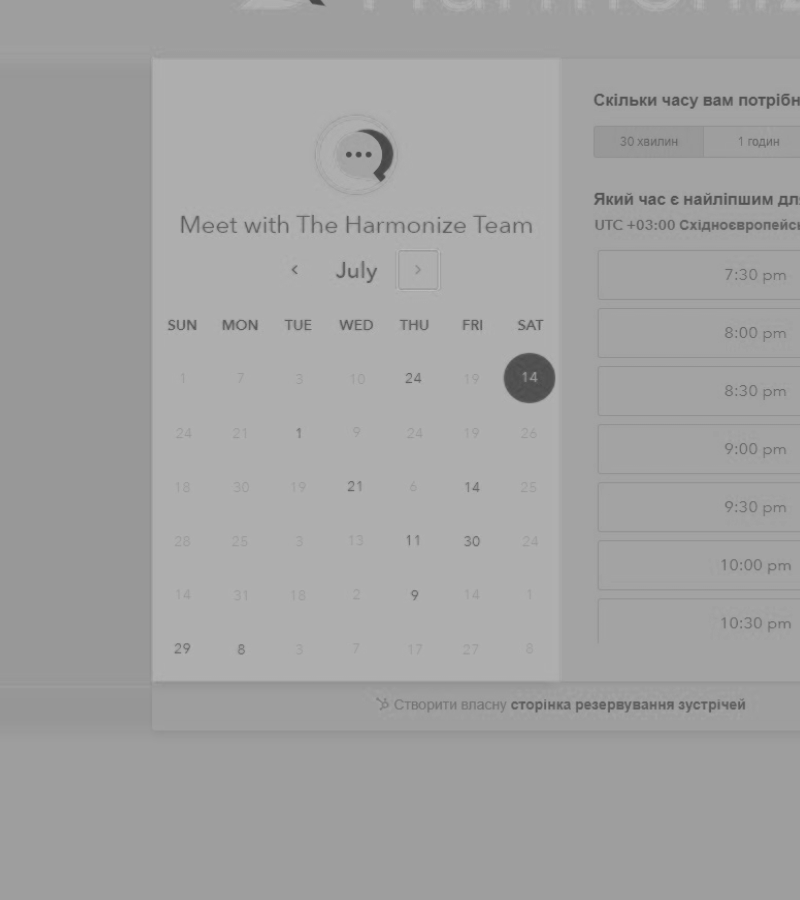 Meet with The Harmonize Team
‹ July ›
SUN MON TUE WED THU FRI SAT
1 7 3 10 24 19 14
24 21 1 9 24 19 26
18 30 19 21 6 14 25
28 25 3 13 11 30 24
14 31 18 2 9 14 1
29 8 3 7 17 27 8
Скільки часу вам потрібн
30 хвилин 1 годин
Який час є найліпшим дл
UTC +03:00 Східноєвропейсь
7:30 pm
8:00 pm
8:30 pm
9:00 pm
9:30 pm
10:00 pm
10:30 pm
Створити власну сторінка резервування зустрічей